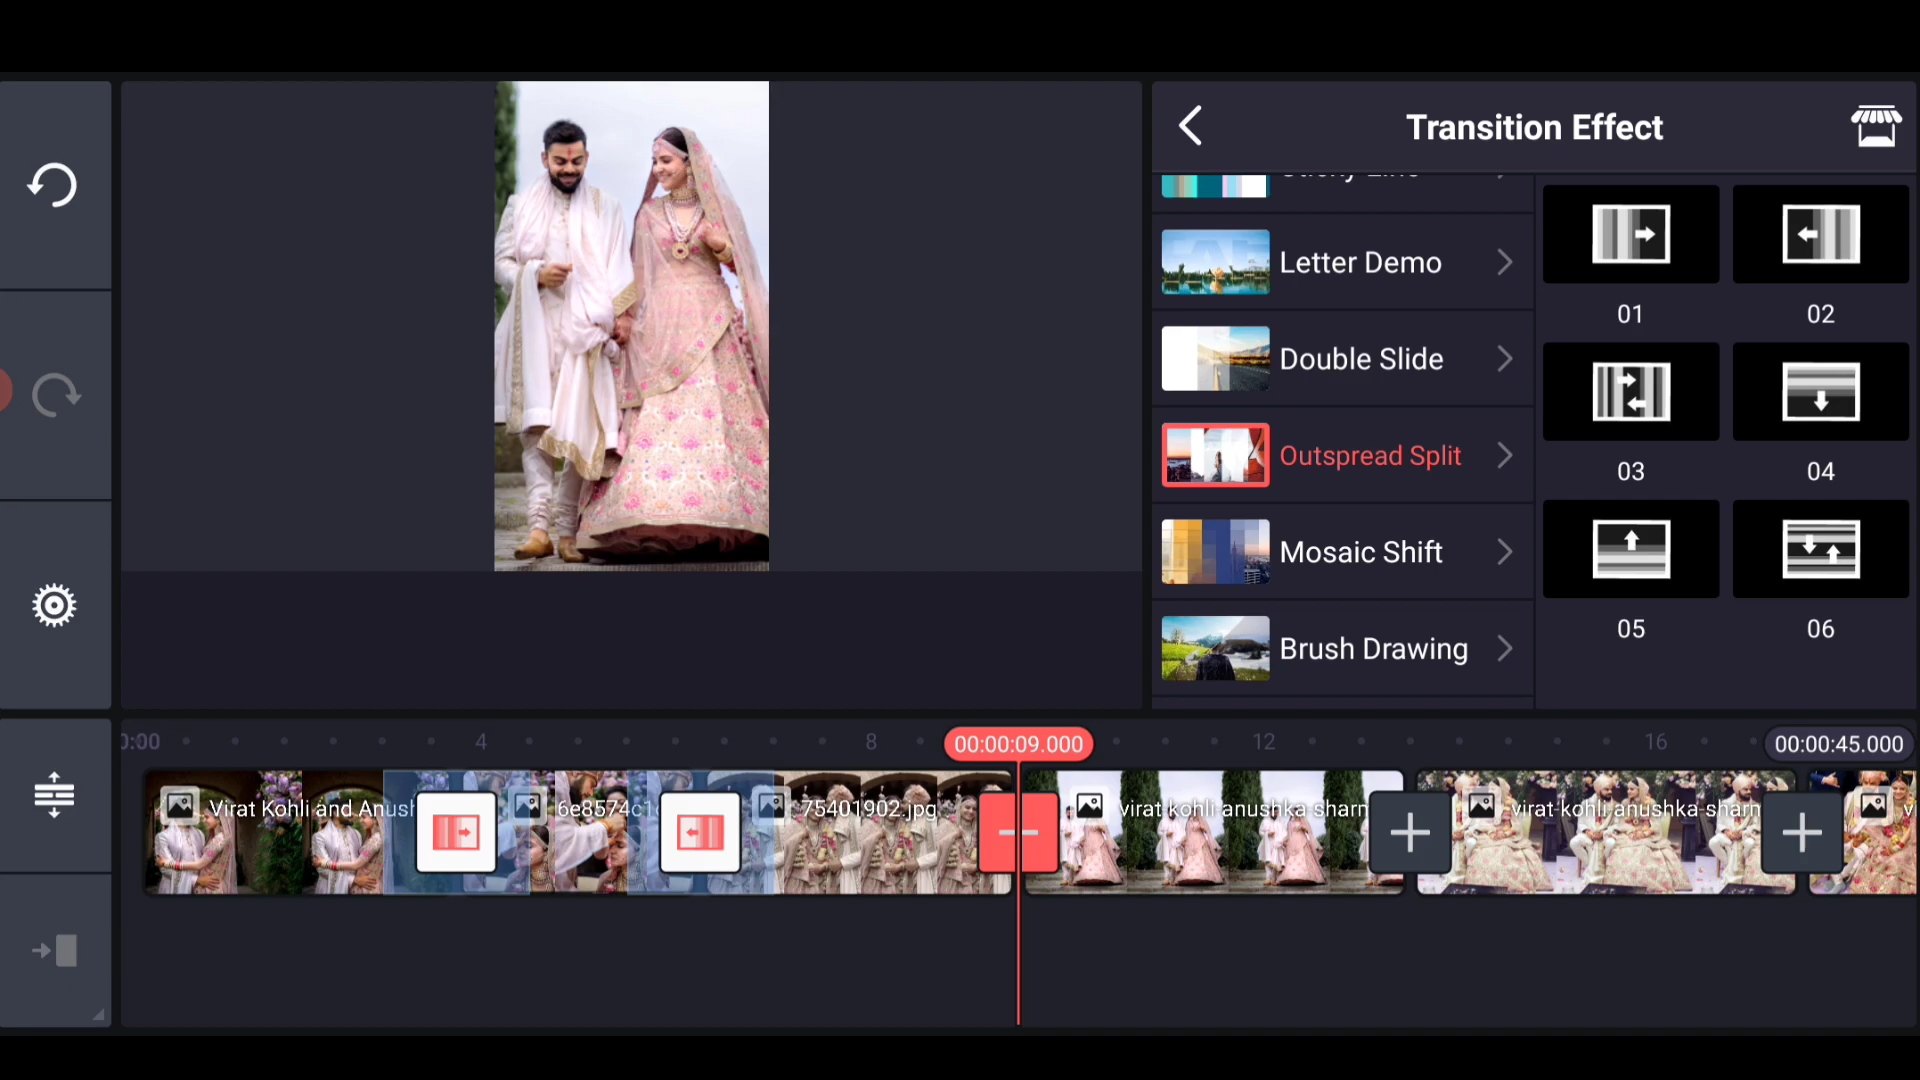 Transition Effect
Sticky Line
Letter Demo
Double Slide
Outspread Split
Mosaic Shift
Brush Drawing
01
02
03
04
05
06
0:00
4
8
00:00:09.000
12
16
00:00:45.000
Virat Kohli and Anush
6e8574c1
75401902.jpg
virat kohli anushka sharm
virat kohli anushka sharm
v